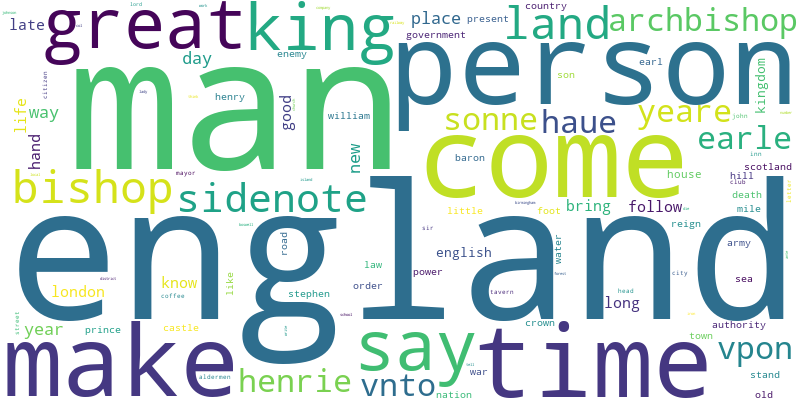 late great king land country archbishop
place present
government
day enemy earl son
man person kingdom
citizen henry good william
life way yeare john
hand new sonne haue earle
come
baron house scotland inn
mayor hill club
bishop sidenote death mile
bring follow
little foot reign
england
sir army
road english water
law power sea
london know like order city
coffee stephen tavern long head
year prince castle crown authority
street town
make say time vpon
school
aldermen henrie vnto war stand
nation old